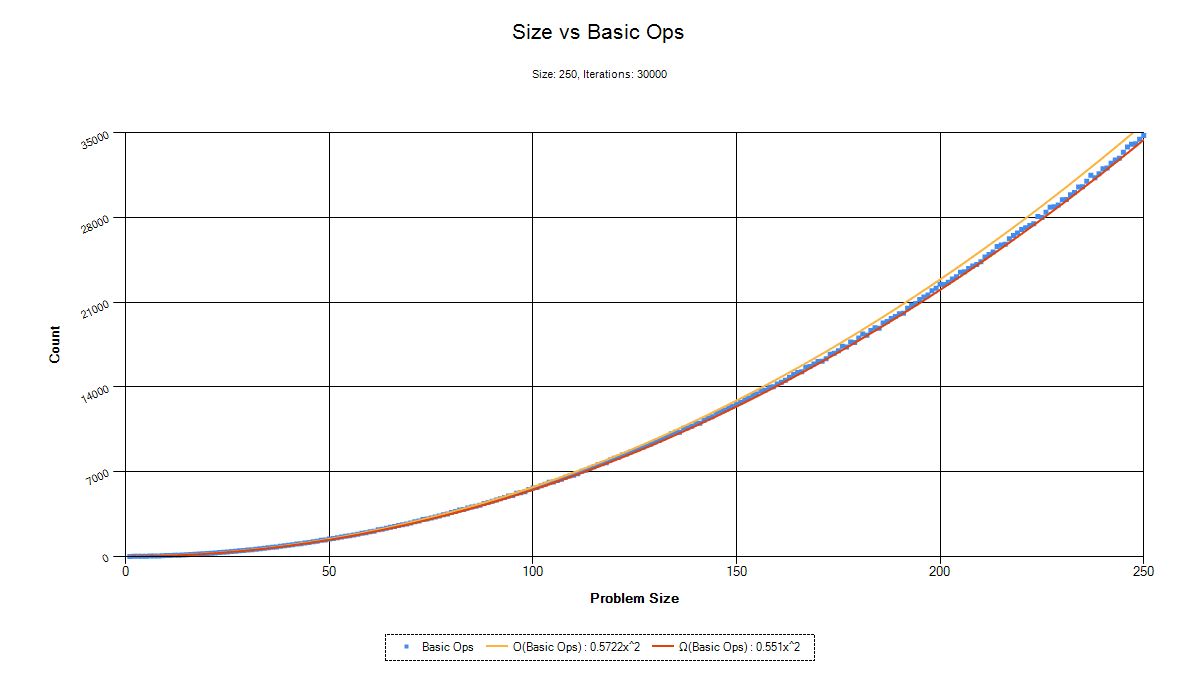 Size vs Basic Ops
Size: 250, Iterations: 30000
35000
28000
21000
14000
7000
0
Count
0 50 100 150 200 250
Problem Size
Basic Ops O(Basic Ops) : 0.5722x^2 Ω(Basic Ops) : 0.551x^2